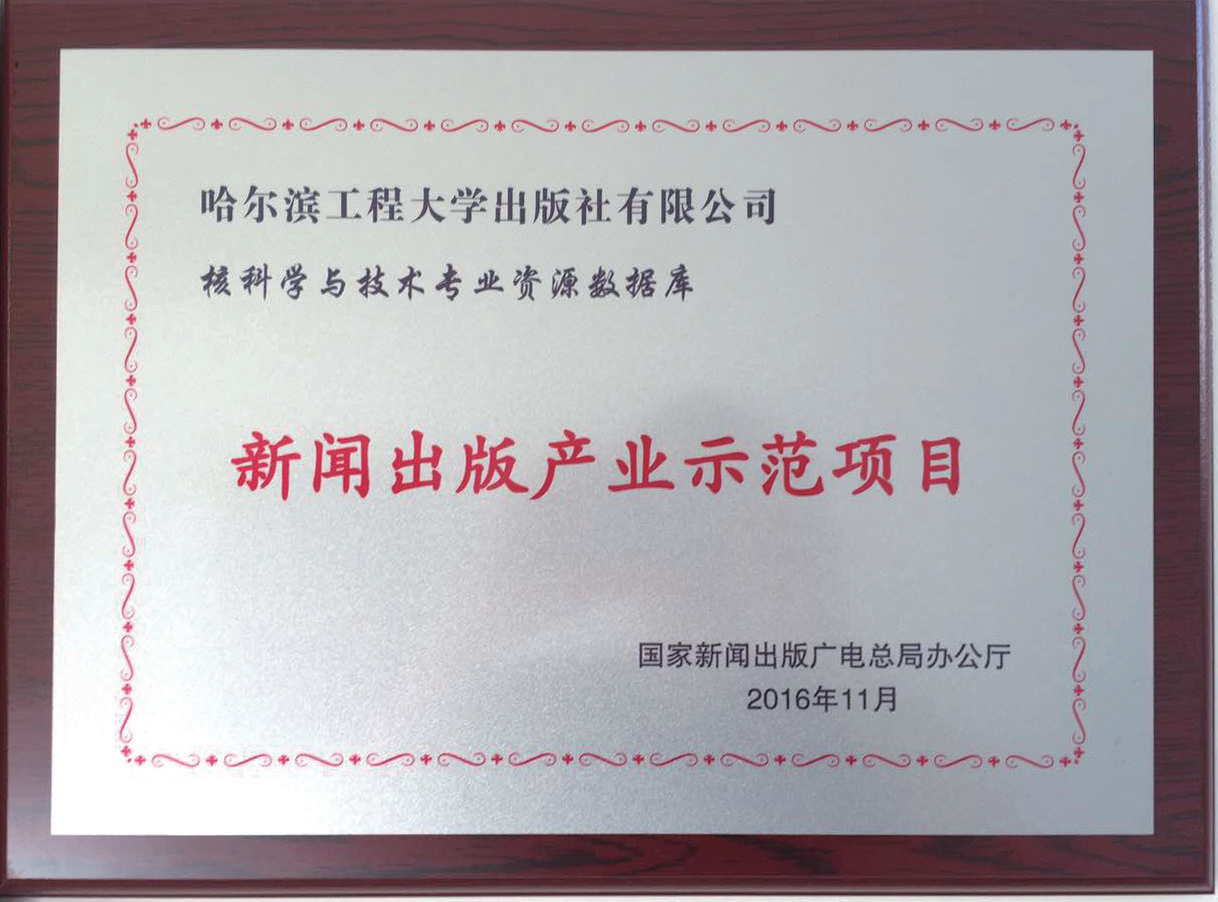 哈尔滨工程大学出版社有限公司
核科学与技术专业资源数据库
新闻出版产业示范项目
国家新闻出版广电总局办公厅
2016年11月